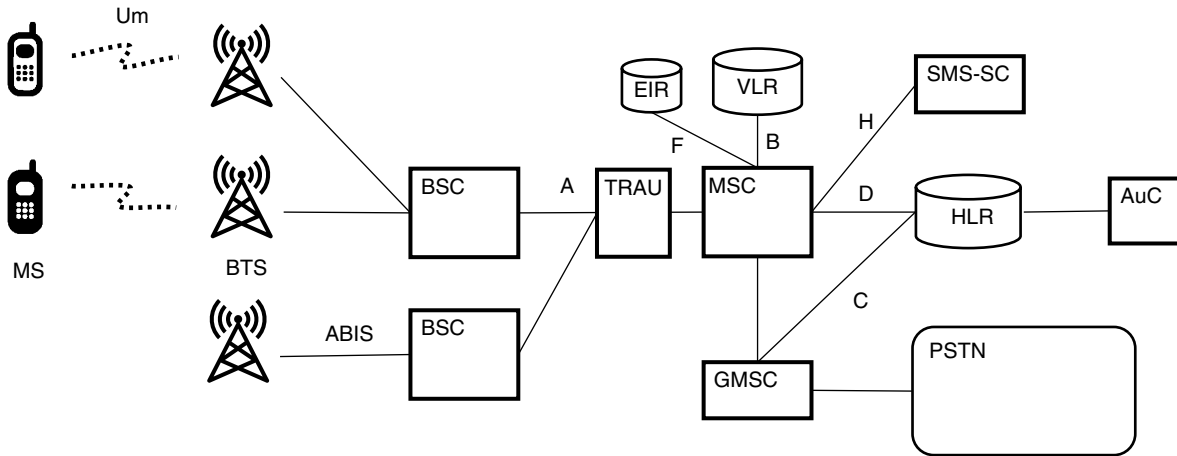 Um
EIR
VLR
SMS-SC
H
F
B
BSC
A
TRAU
MSC
D
HLR
AuC
MS
BTS
C
ABIS
BSC
PSTN
GMSC